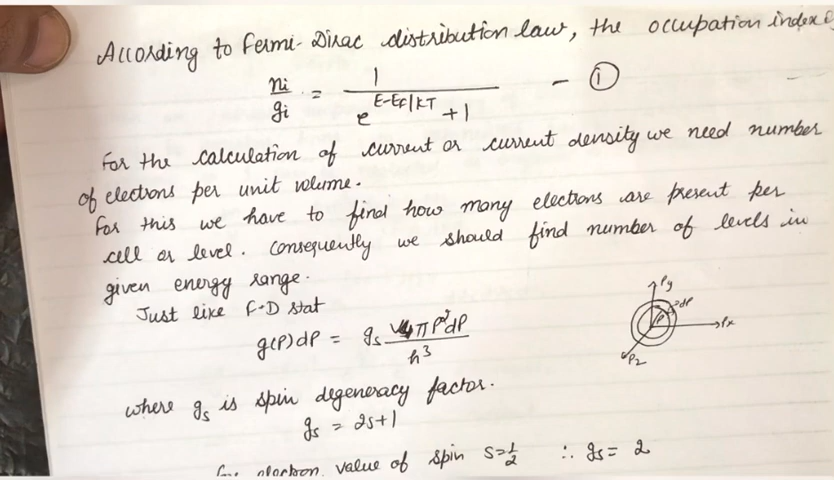 According to Fermi-Dirac distribution law, the occupation index is
ni/gi = 1/(e^(E-EF/KT) +1) - ①
For the calculation of current or current density we need number
of electrons per unit volume.
For this we have to find how many electrons are present per
cell or level. Consequently we should find number of levels in
given energy range.
Just like F-D stat
g(P)dP = gs V4πP²dP/h³
Py
dP
P
Px
Pz
where gs is spin degeneracy factor.
gs = 2s+1
For electron value of spin s=1/2 ∴ gs = 2